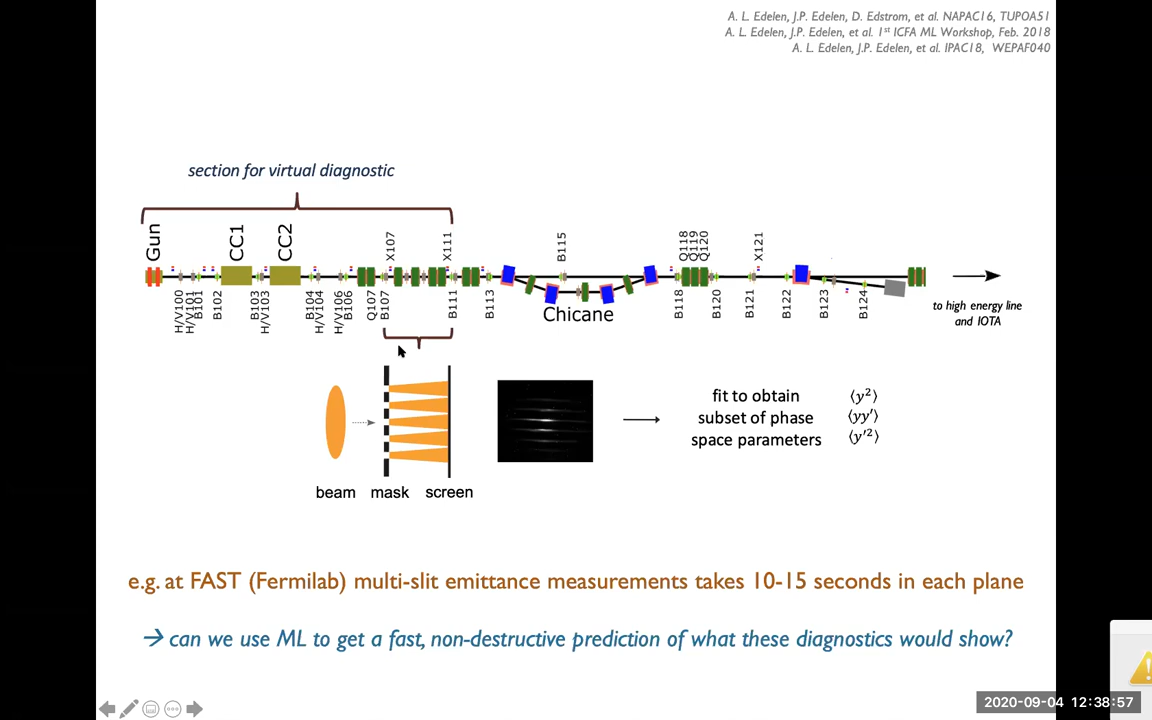 A. L. Edelen, J.P. Edelen, D. Edstrom, et al. NAPAC16, TUPOA51
A. L. Edelen, J.P. Edelen, et al. 1st ICFA ML Workshop, Feb. 2018
A. L. Edelen, J.P. Edelen, et al. IPAC18, WEPAF040
section for virtual diagnostic
Gun
CC1
CC2
X107
X111
B115
Q118
Q119
Q120
X121
H/V100
H/V101
B101
B102
B103
H/V103
B104
H/V104
H/V106
B106
Q107
B107
B111
B113
Chicane
B118
B120
B121
B122
B123
B124
to high energy line
and IOTA
fit to obtain
subset of phase
space parameters
⟨y²⟩
⟨yy′⟩
⟨y′²⟩
beam mask screen
e.g. at FAST (Fermilab) multi-slit emittance measurements takes 10-15 seconds in each plane
→ can we use ML to get a fast, non-destructive prediction of what these diagnostics would show?
2020-09-04 12:38:57